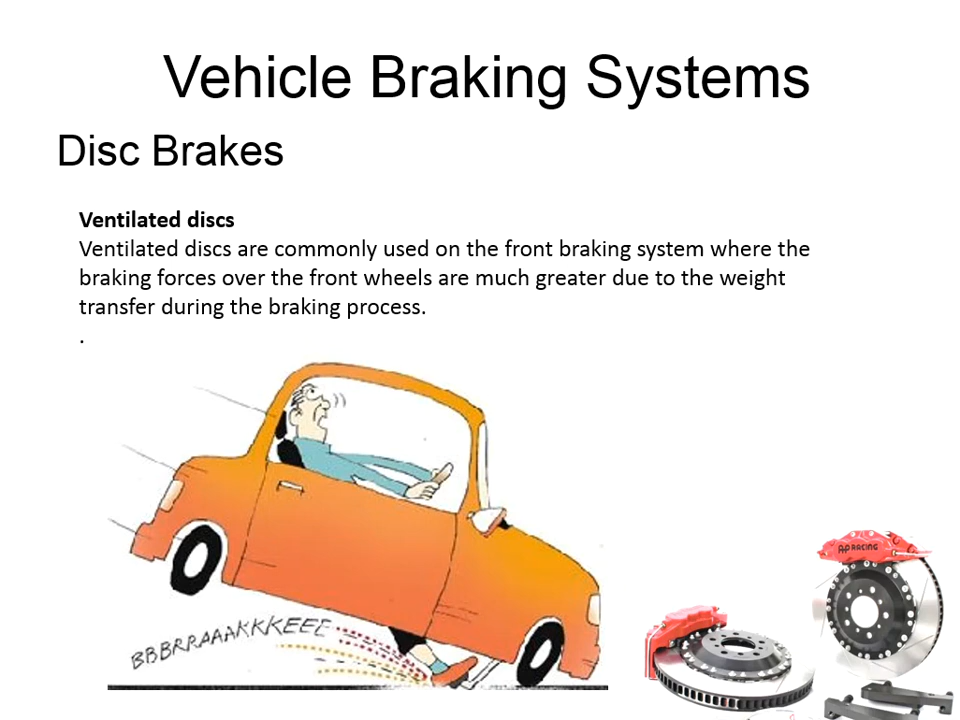 Vehicle Braking Systems
Disc Brakes
Ventilated discs
Ventilated discs are commonly used on the front braking system where the
braking forces over the front wheels are much greater due to the weight
transfer during the braking process.
.
BBBRRAAAKKKEEE
AP RACING